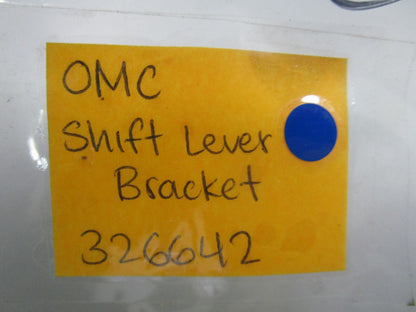 OMC
Shift Lever
Bracket
326642